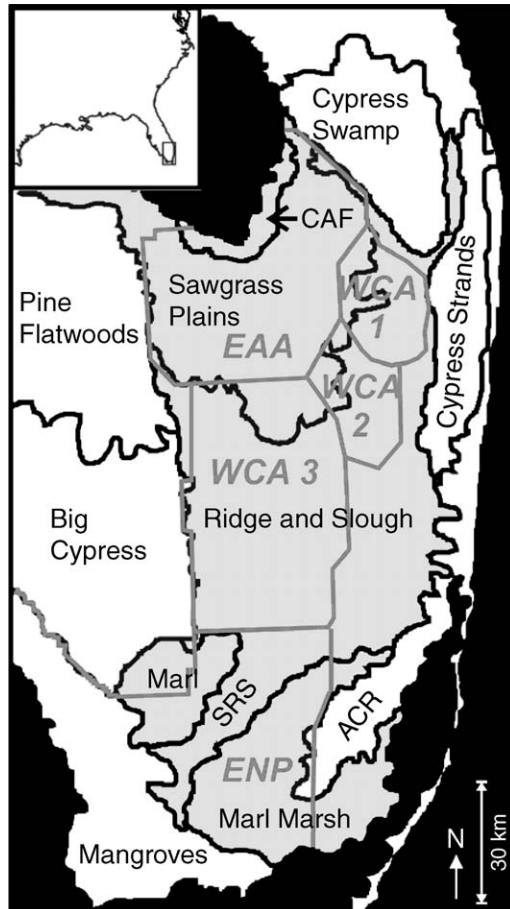 Cypress
Swamp
CAF
Sawgrass
Plains
WCA
1
Pine
Flatwoods
EAA
WCA
2
Cypress Strands
WCA 3
Ridge and Slough
Big
Cypress
Marl
SRS
ACR
ENP
Marl Marsh
Mangroves
N
30 km